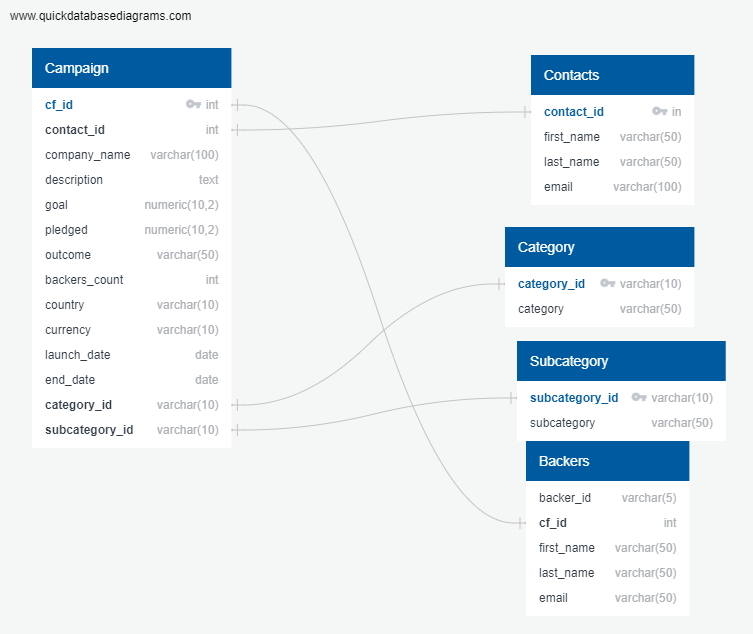 www.quickdatabasediagrams.com
Campaign
cf_id int
contact_id int
company_name varchar(100)
description text
goal numeric(10,2)
pledged numeric(10,2)
outcome varchar(50)
backers_count int
country varchar(10)
currency varchar(10)
launch_date date
end_date date
category_id varchar(10)
subcategory_id varchar(10)
Contacts
contact_id in
first_name varchar(50)
last_name varchar(50)
email varchar(100)
Category
category_id varchar(10)
category varchar(50)
Subcategory
subcategory_id varchar(10)
subcategory varchar(50)
Backers
backer_id varchar(5)
cf_id int
first_name varchar(50)
last_name varchar(50)
email varchar(50)